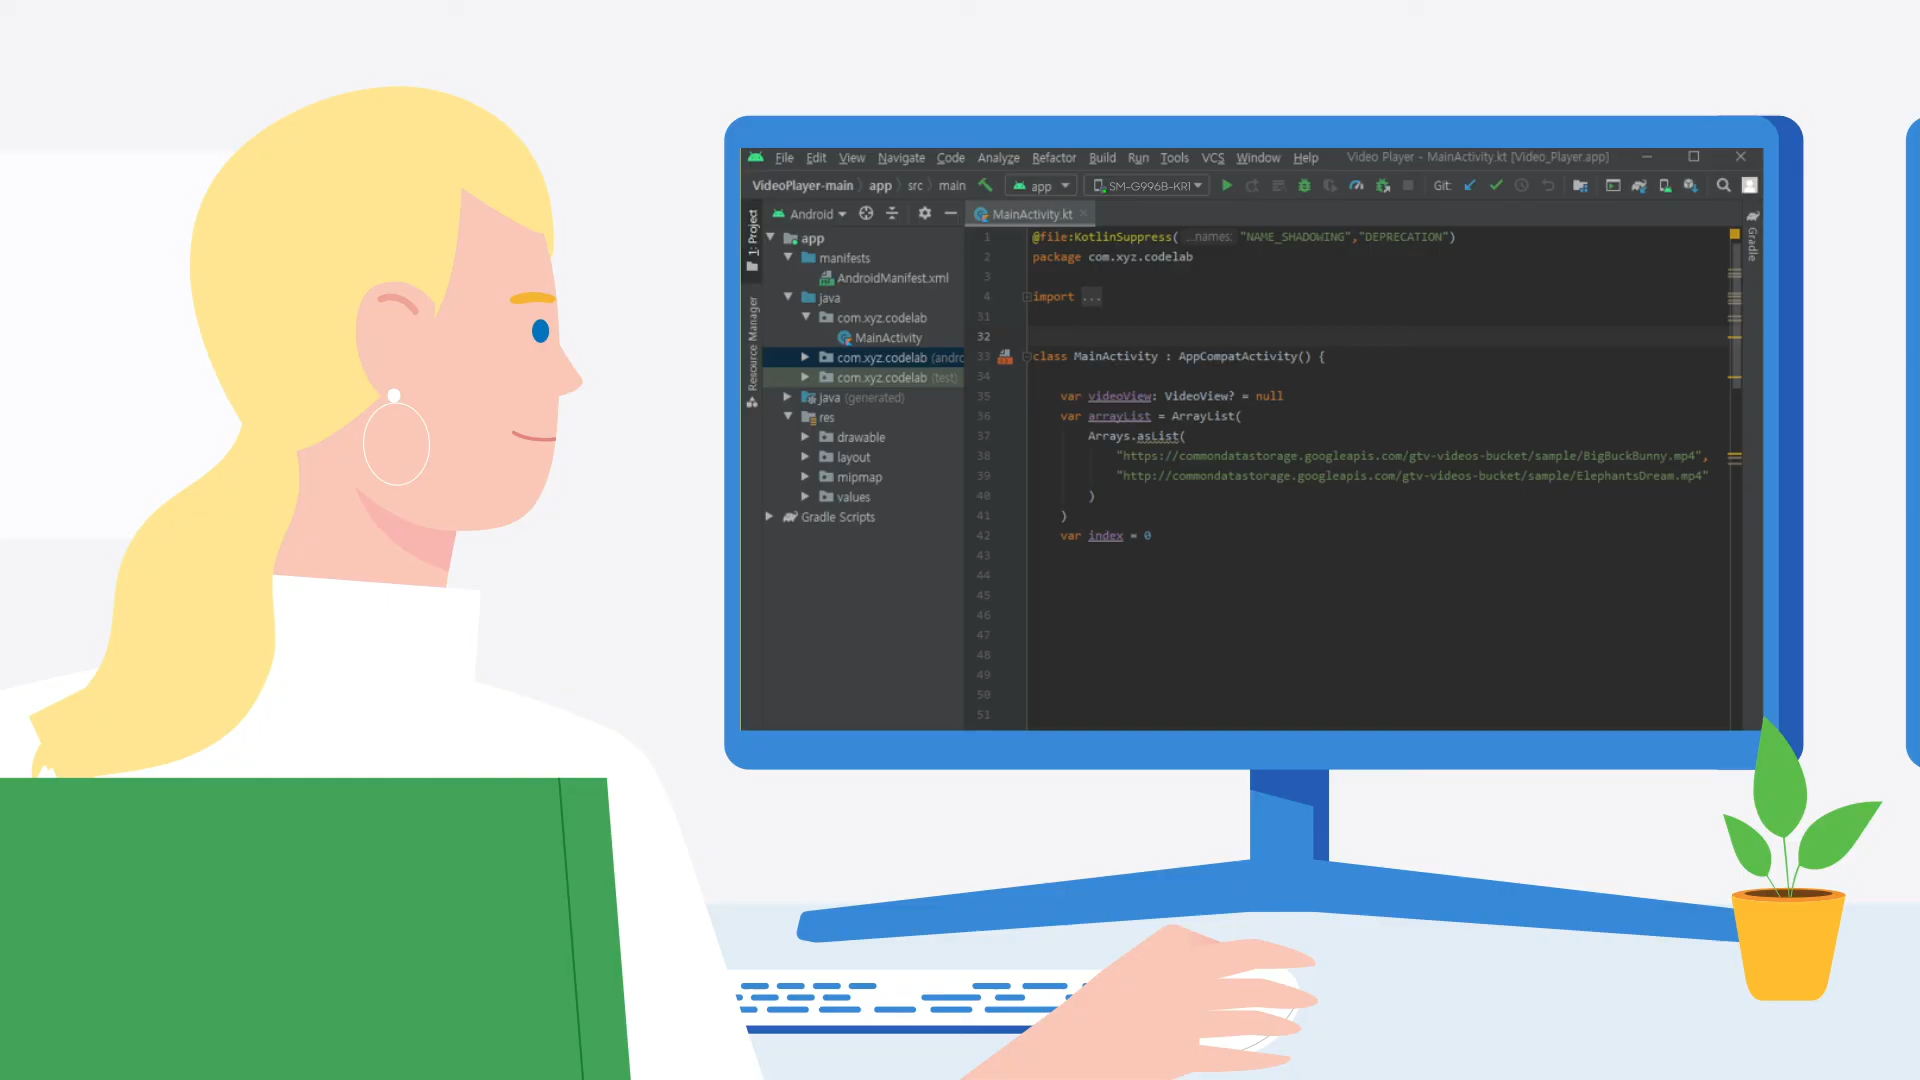 File Edit View Navigate Code Analyze Refactor Build Run Tools VCS Window Help Video Player - MainActivity.kt [Video_Player.app]
VideoPlayer-main app src main app SM-G996B-KR1 Git:
1: Project
Resource Manager
Android
app
manifests
AndroidManifest.xml
java
com.xyz.codelab
MainActivity
com.xyz.codelab (andro
com.xyz.codelab (test)
java (generated)
res
drawable
layout
mipmap
values
Gradle Scripts
MainActivity.kt
1 @file:KotlinSuppress( ...names: "NAME_SHADOWING","DEPRECATION")
2 package com.xyz.codelab
3
4 import ...
31
32
33 class MainActivity : AppCompatActivity() {
34
35 var videoView: VideoView? = null
36 var arrayList = ArrayList(
37 Arrays.asList(
38 "https://commondatastorage.googleapis.com/gtv-videos-bucket/sample/BigBuckBunny.mp4",
39 "http://commondatastorage.googleapis.com/gtv-videos-bucket/sample/ElephantsDream.mp4"
40 )
41 )
42 var index = 0
43
44
45
46
47
48
49
50
51
Gradle